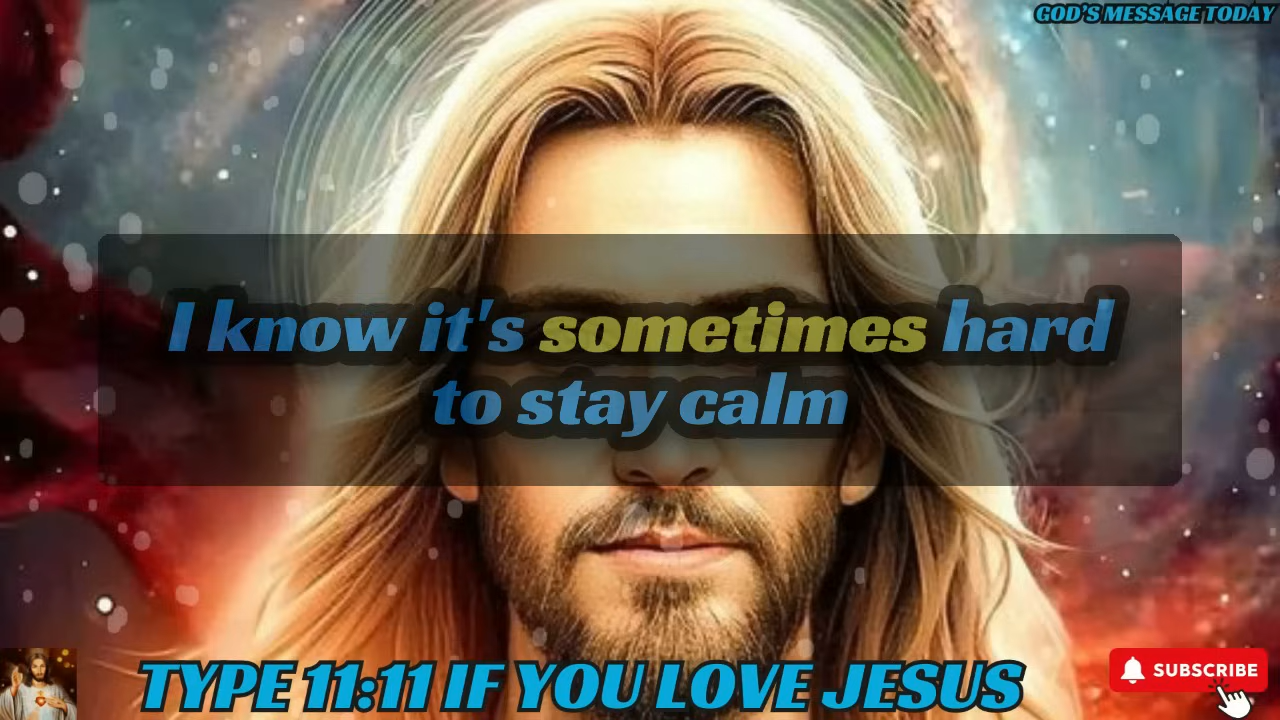 GOD'S MESSAGE TODAY
I know it's sometimes hard
to stay calm
TYPE 11:11 IF YOU LOVE JESUS
SUBSCRIBE